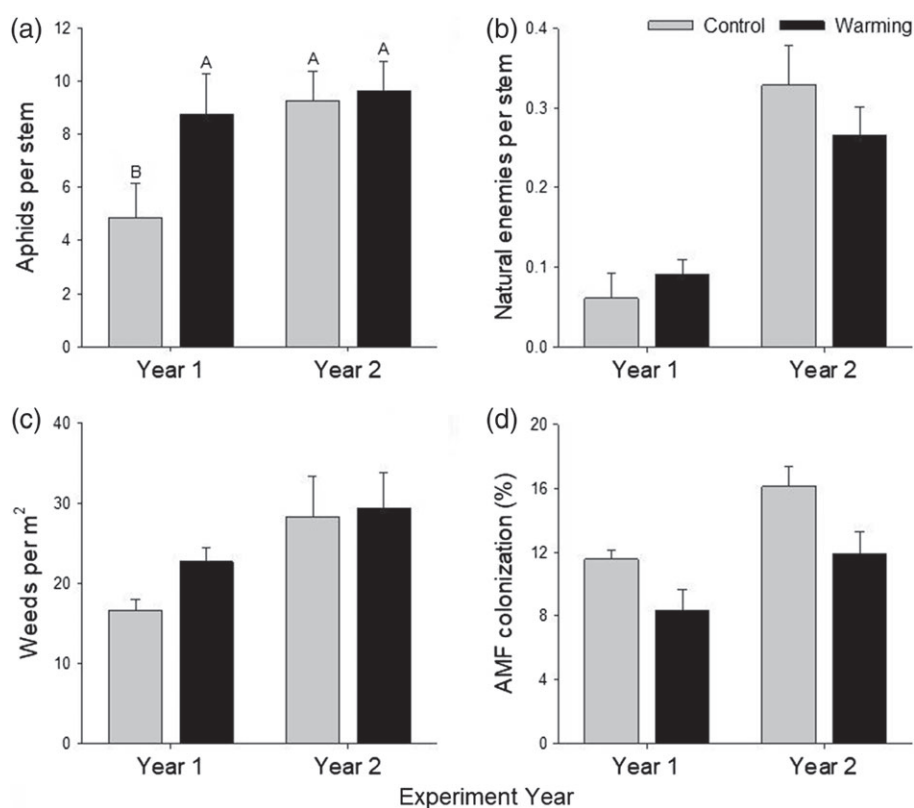 (a)
Aphids per stem
12
10
8
6
4
2
0
B
A
A
A
Year 1
Year 2
(b)
Control
Warming
Natural enemies per stem
0.4
0.3
0.2
0.1
0.0
Year 1
Year 2
(c)
Weeds per m²
40
30
20
10
0
Year 1
Year 2
(d)
AMF colonization (%)
20
16
12
8
4
0
Year 1
Year 2
Experiment Year